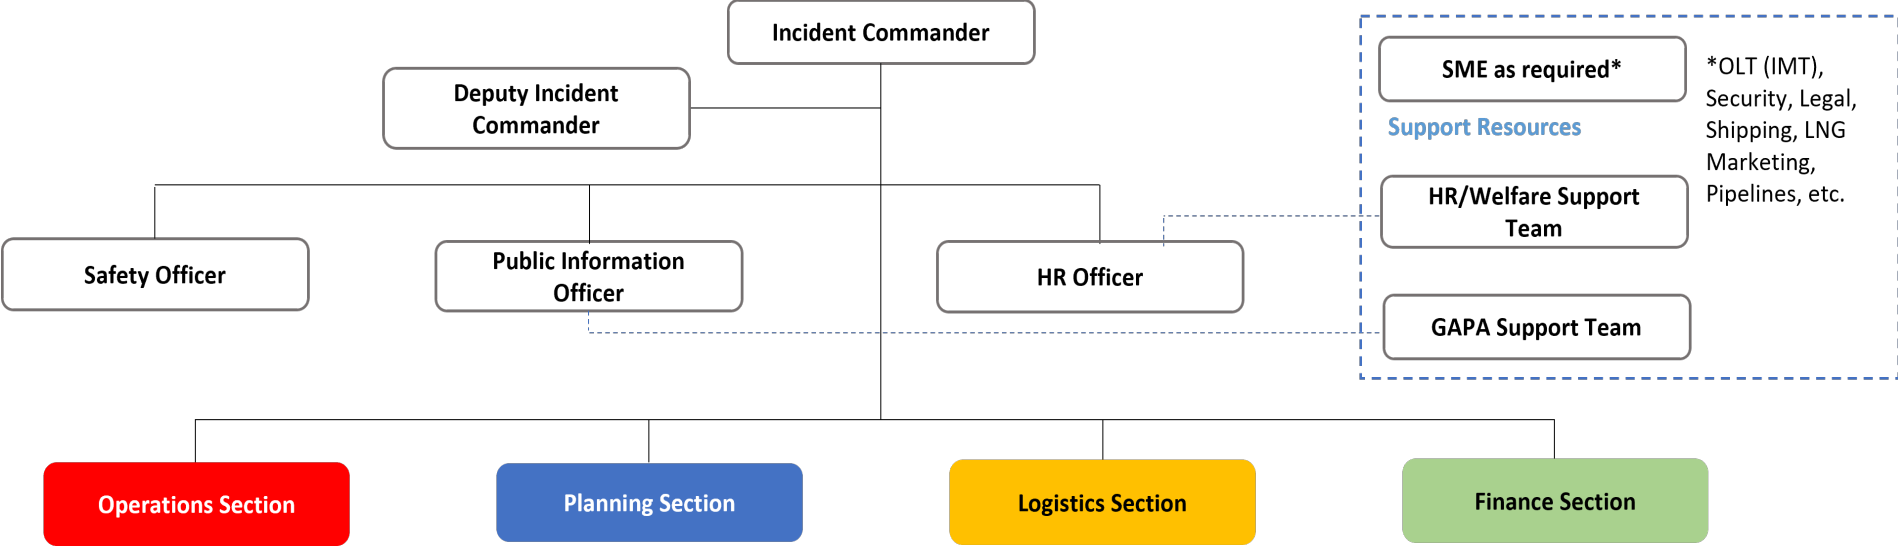 Incident Commander
Deputy Incident
Commander
SME as required*
*OLT (IMT),
Security, Legal,
Shipping, LNG
Marketing,
Pipelines, etc.
Support Resources
HR/Welfare Support
Team
Safety Officer
Public Information
Officer
HR Officer
GAPA Support Team
Operations Section
Planning Section
Logistics Section
Finance Section